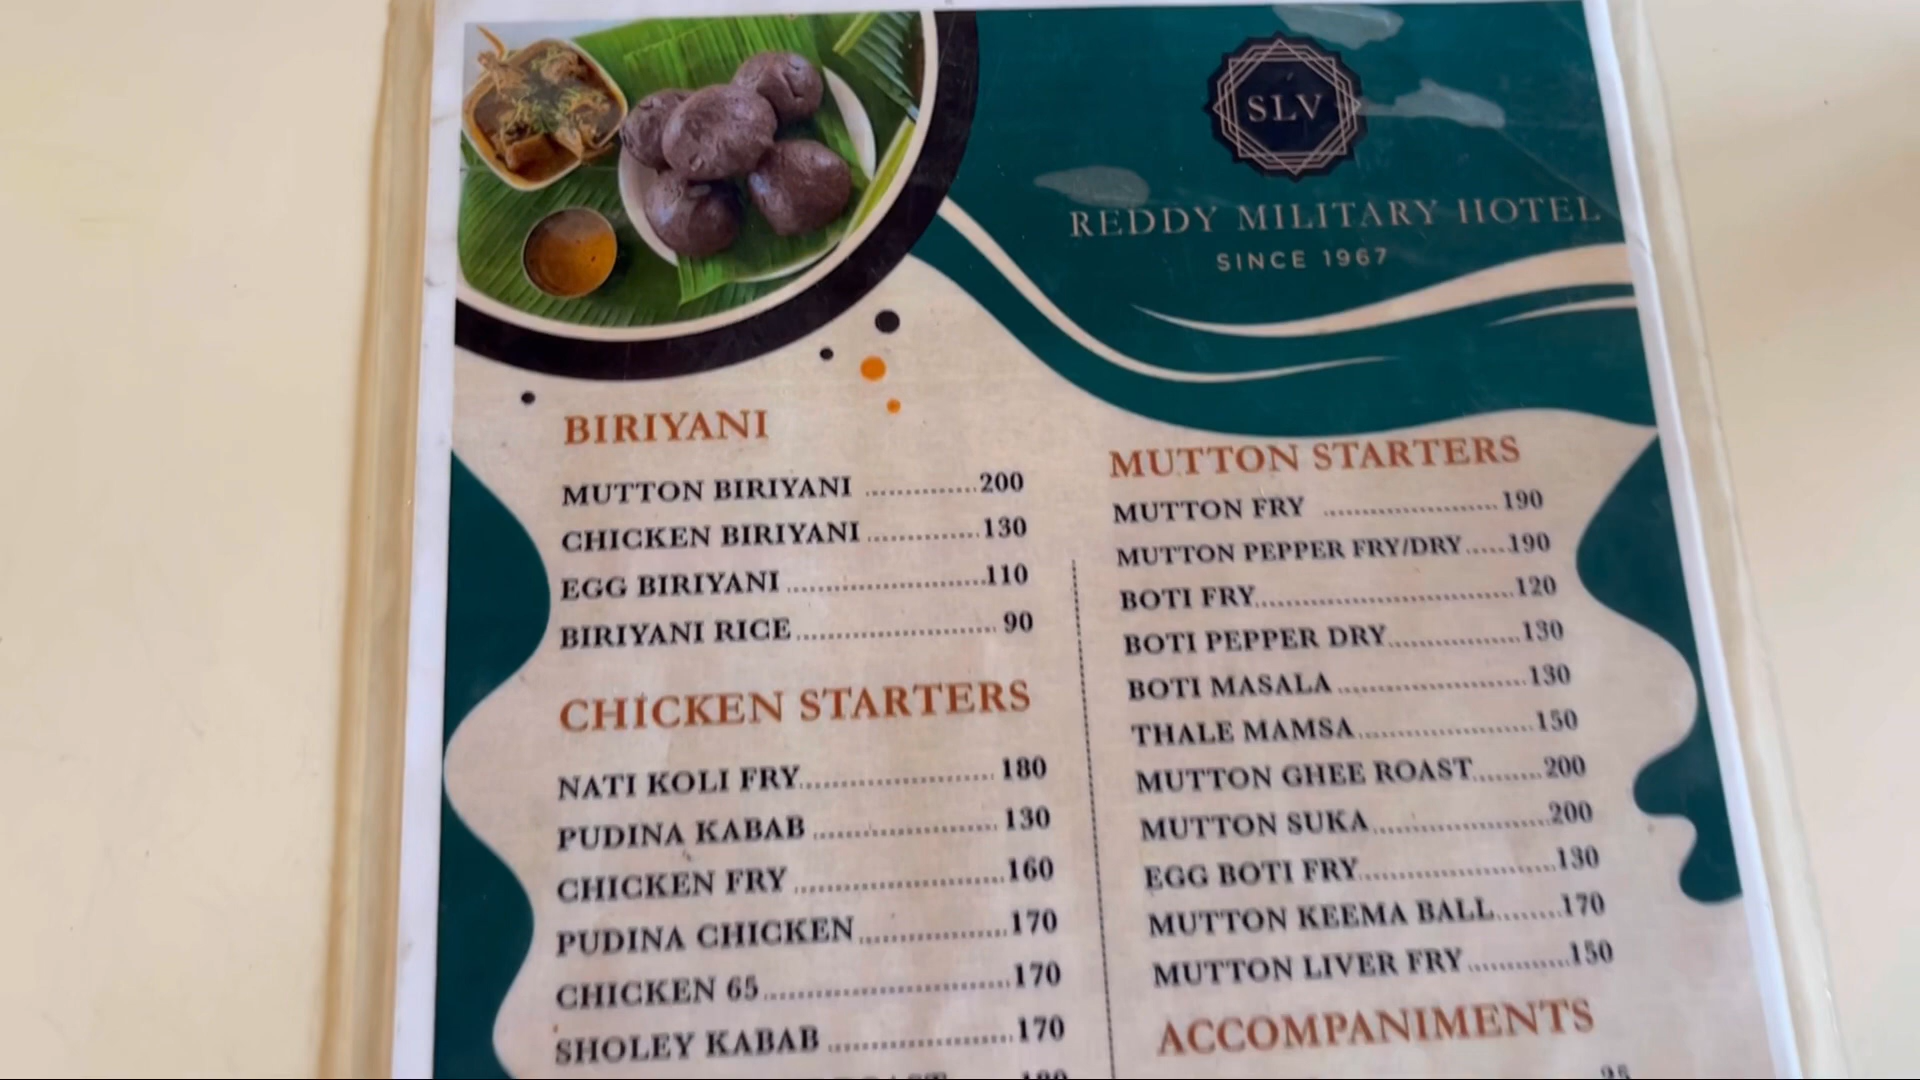 SLV
REDDY MILITARY HOTEL
SINCE 1967
BIRIYANI
MUTTON BIRIYANI ............. 200
CHICKEN BIRIYANI ............. 130
EGG BIRIYANI ............. 110
BIRIYANI RICE ............. 90
CHICKEN STARTERS
NATI KOLI FRY ............. 180
PUDINA KABAB ............. 130
CHICKEN FRY ............. 160
PUDINA CHICKEN ............. 170
CHICKEN 65 ............. 170
SHOLEY KABAB ............. 170
MUTTON STARTERS
MUTTON FRY ............. 190
MUTTON PEPPER FRY/DRY ..... 190
BOTI FRY ............. 120
BOTI PEPPER DRY ............. 130
BOTI MASALA ............. 130
THALE MAMSA ............. 150
MUTTON GHEE ROAST ......... 200
MUTTON SUKA ............. 200
EGG BOTI FRY ............. 130
MUTTON KEEMA BALL ........ 170
MUTTON LIVER FRY ............. 150
ACCOMPANIMENTS